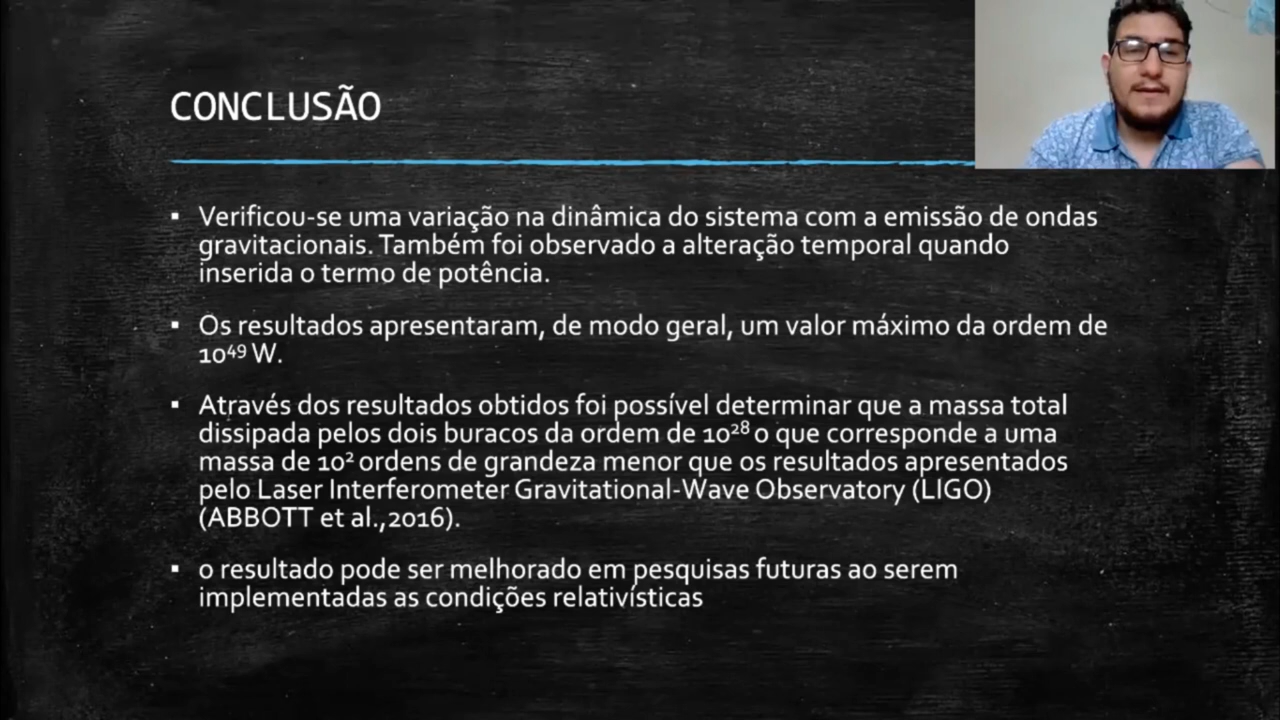 CONCLUSÃO
▪ Verificou-se uma variação na dinâmica do sistema com a emissão de ondas
gravitacionais. Também foi observado a alteração temporal quando
inserida o termo de potência.
▪ Os resultados apresentaram, de modo geral, um valor máximo da ordem de
10⁴⁹ W.
▪ Através dos resultados obtidos foi possível determinar que a massa total
dissipada pelos dois buracos da ordem de 10²⁸ o que corresponde a uma
massa de 10² ordens de grandeza menor que os resultados apresentados
pelo Laser Interferometer Gravitational-Wave Observatory (LIGO)
(ABBOTT et al.,2016).
▪ o resultado pode ser melhorado em pesquisas futuras ao serem
implementadas as condições relativísticas